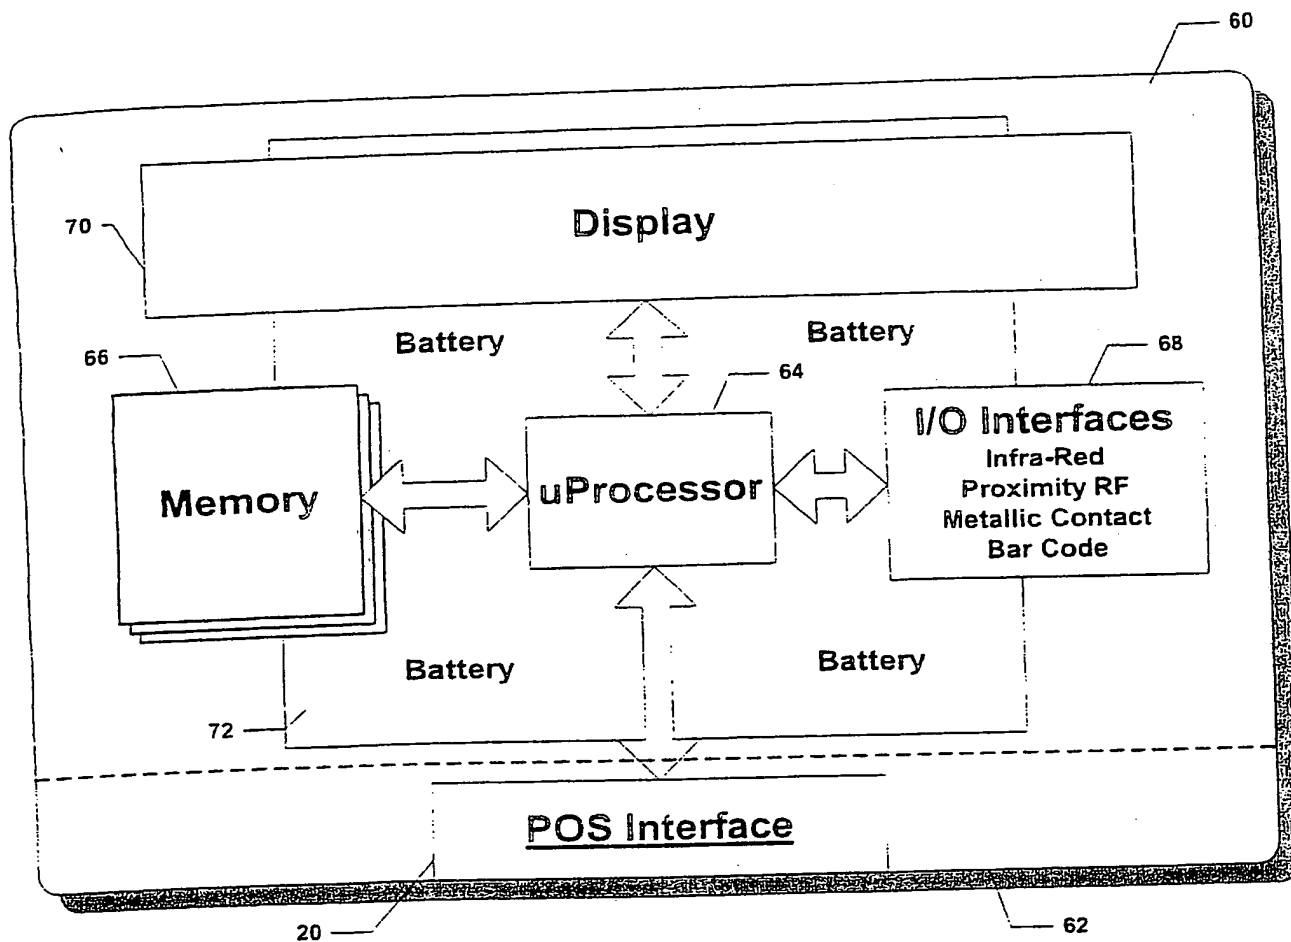 60
Display
70
Battery
Battery
66
64
68
Memory
uProcessor
I/O Interfaces
Infra-Red
Proximity RF
Metallic Contact
Bar Code
Battery
Battery
72
POS Interface
20
62